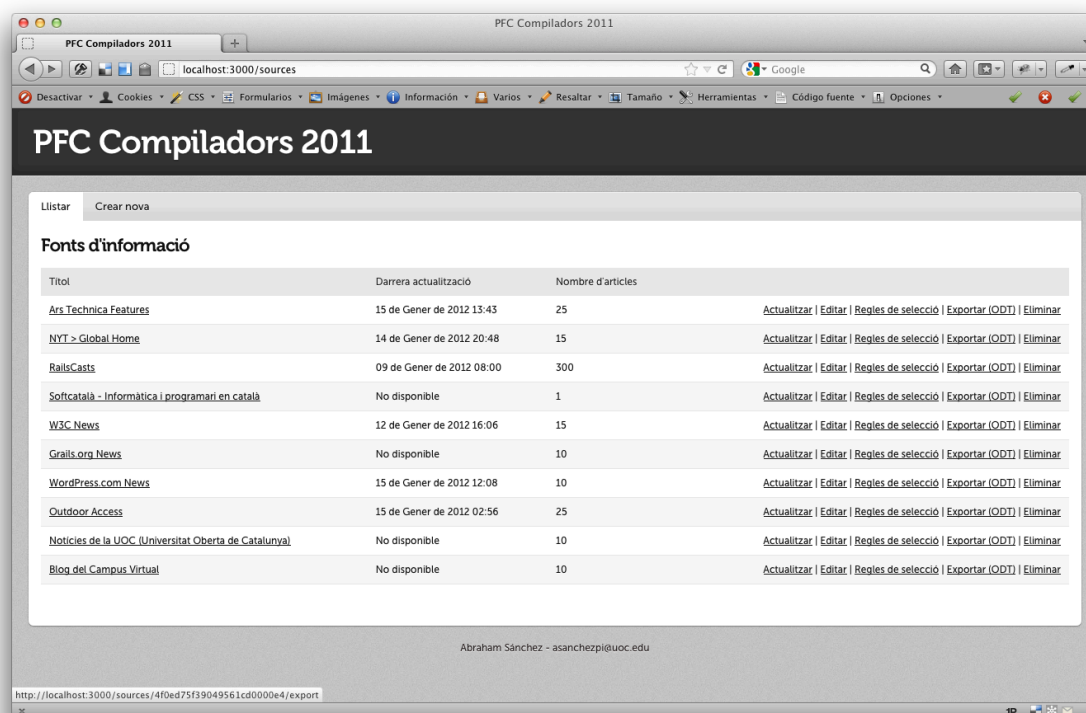 PFC Compiladors 2011
PFC Compiladors 2011 +
localhost:3000/sources Google
Desactivar Cookies CSS Formularios Imágenes Información Varios Resaltar Tamaño Herramientas Código fuente Opciones
PFC Compiladors 2011
Llistar Crear nova
Fonts d'informació
Títol Darrera actualització Nombre d'articles
Ars Technica Features 15 de Gener de 2012 13:43 25 Actualitzar | Editar | Regles de selecció | Exportar (ODT) | Eliminar
NYT > Global Home 14 de Gener de 2012 20:48 15 Actualitzar | Editar | Regles de selecció | Exportar (ODT) | Eliminar
RailsCasts 09 de Gener de 2012 08:00 300 Actualitzar | Editar | Regles de selecció | Exportar (ODT) | Eliminar
Softcatalà - Informàtica i programari en català No disponible 1 Actualitzar | Editar | Regles de selecció | Exportar (ODT) | Eliminar
W3C News 12 de Gener de 2012 16:06 15 Actualitzar | Editar | Regles de selecció | Exportar (ODT) | Eliminar
Grails.org News No disponible 10 Actualitzar | Editar | Regles de selecció | Exportar (ODT) | Eliminar
WordPress.com News 15 de Gener de 2012 12:08 10 Actualitzar | Editar | Regles de selecció | Exportar (ODT) | Eliminar
Outdoor Access 15 de Gener de 2012 02:56 25 Actualitzar | Editar | Regles de selecció | Exportar (ODT) | Eliminar
Notícies de la UOC (Universitat Oberta de Catalunya) No disponible 10 Actualitzar | Editar | Regles de selecció | Exportar (ODT) | Eliminar
Blog del Campus Virtual No disponible 10 Actualitzar | Editar | Regles de selecció | Exportar (ODT) | Eliminar
Abraham Sánchez - asanchezpi@uoc.edu
http://localhost:3000/sources/4f0ed75f39049561cd0000e4/export